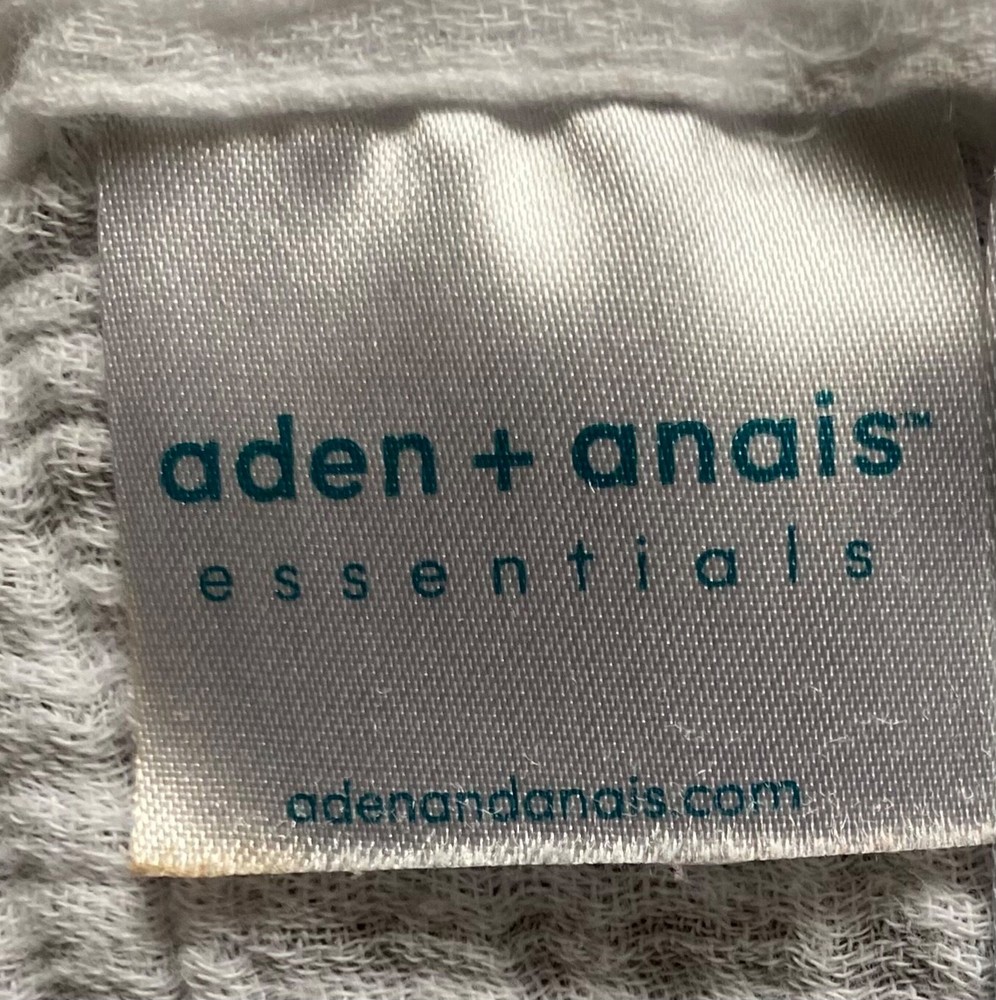 aden + anais™
essentials
adenandanais.com